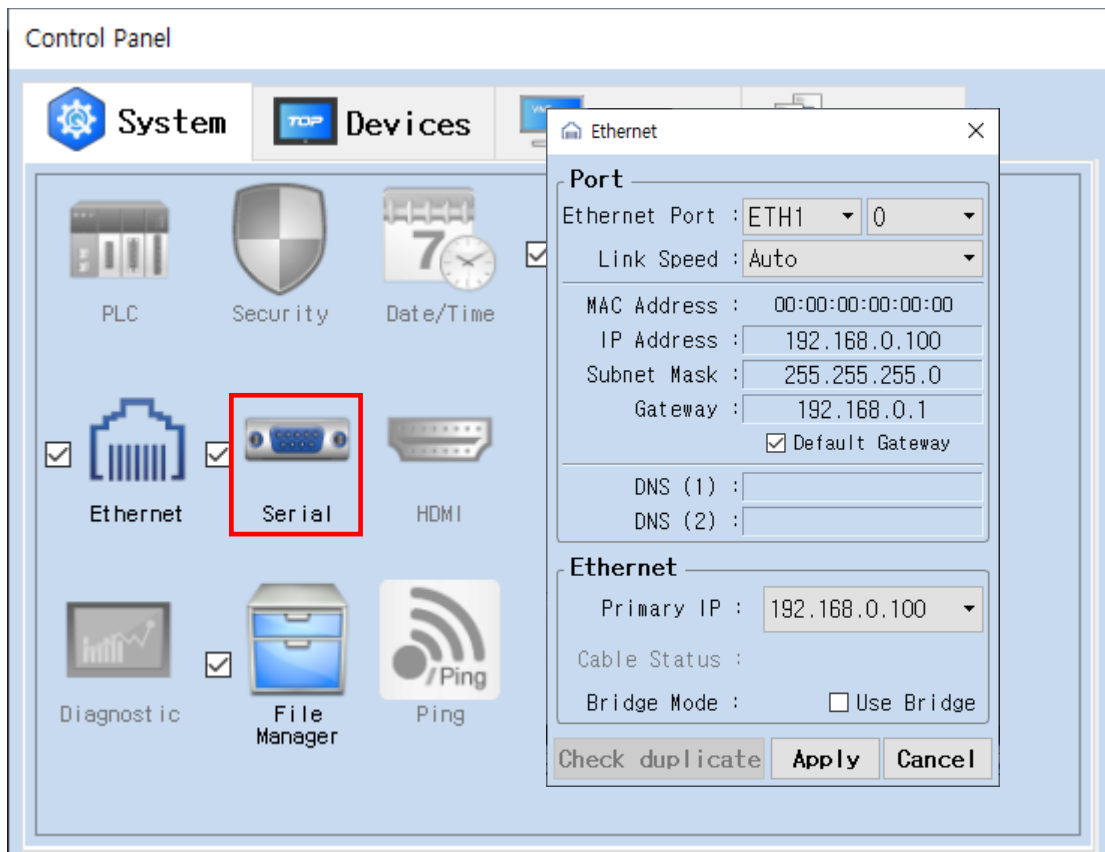 Control Panel
System
TOP
Devices
VNC
PLC
Security
7
Date/Time
Ethernet
Serial
HDMI
Diagnostic
File
Manager
/Ping
Ping
Ethernet
Port
Ethernet Port : ETH1 0
Link Speed : Auto
MAC Address : 00:00:00:00:00:00
IP Address : 192.168.0.100
Subnet Mask : 255.255.255.0
Gateway : 192.168.0.1
Default Gateway
DNS (1) :
DNS (2) :
Ethernet
Primary IP : 192.168.0.100
Cable Status :
Bridge Mode : Use Bridge
Check duplicate Apply Cancel